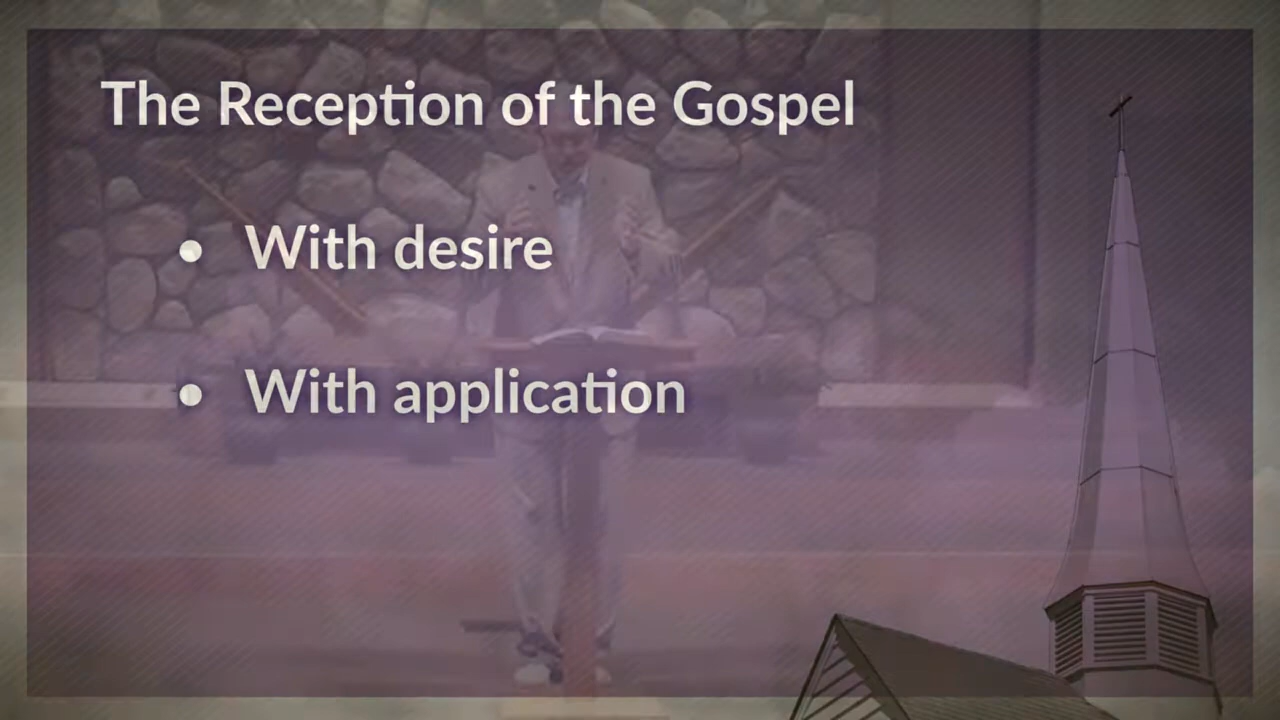 The Reception of the Gospel
• With desire
• With application